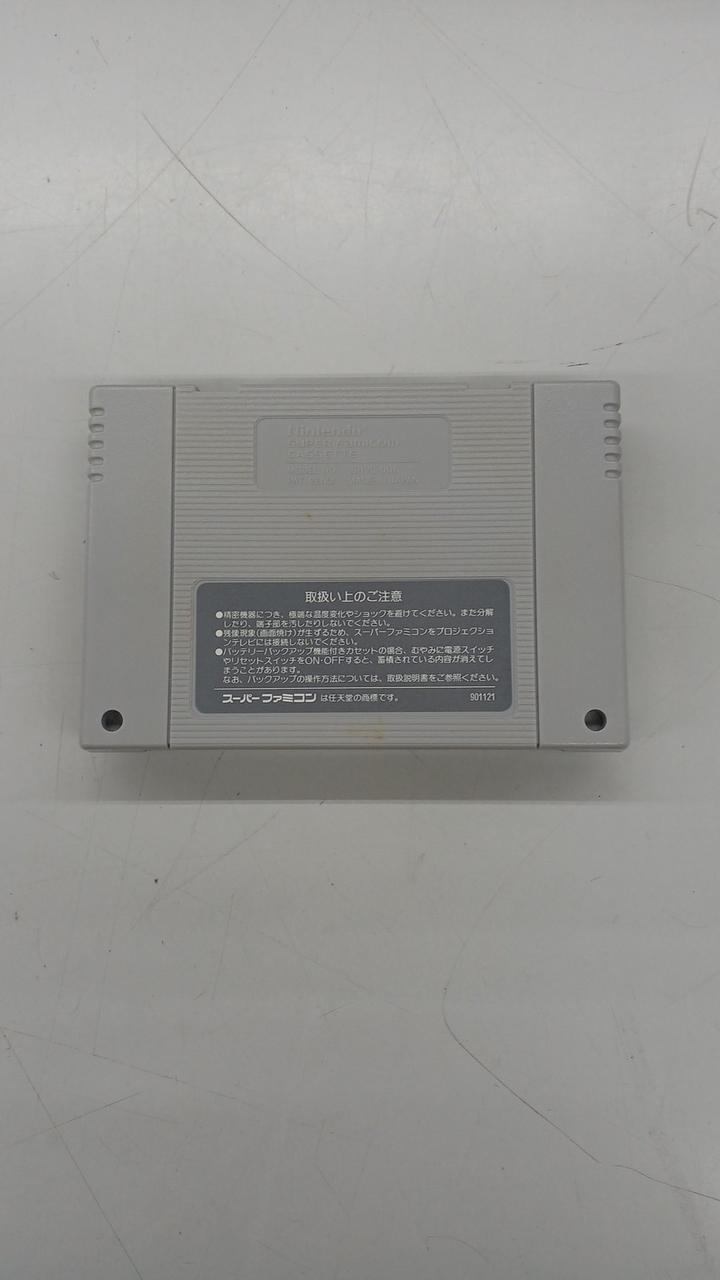 Nintendo
SUPER Famicom
CASSETTE
MODEL NO. SHVC-006
PAT. PEND. MADE IN JAPAN
取扱い上のご注意
●精密機器につき、極端な温度変化やショックを避けてください。また分解
したり、端子部を汚したりしないでください。
●残像現象(画面焼け)が生ずるため、スーパーファミコンをプロジェクショ
ンテレビには接続しないでください。
●バッテリーバックアップ機能付きカセットの場合、むやみに電源スイッチ
やリセットスイッチをON・OFFすると、蓄積されている内容が消えてし
まうことがあります。
なお、バックアップの操作方法については、取扱説明書をご参照ください。
スーパーファミコン は任天堂の商標です。 901121